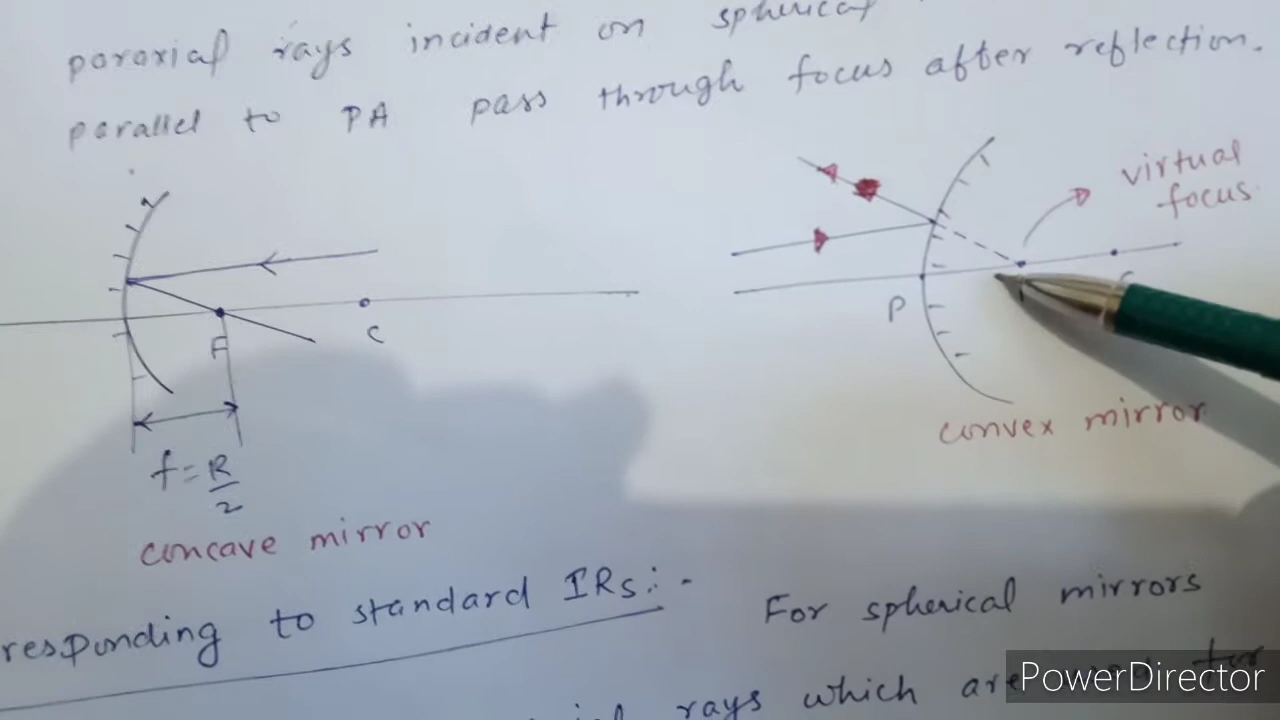 paraxial rays incident on spherical
parallel to PA pass through focus after reflection.
virtual
focus
F
C
P
f = R/2
concave mirror
convex mirror
responding to standard IRs:-
For spherical mirrors
rays which are
PowerDirector